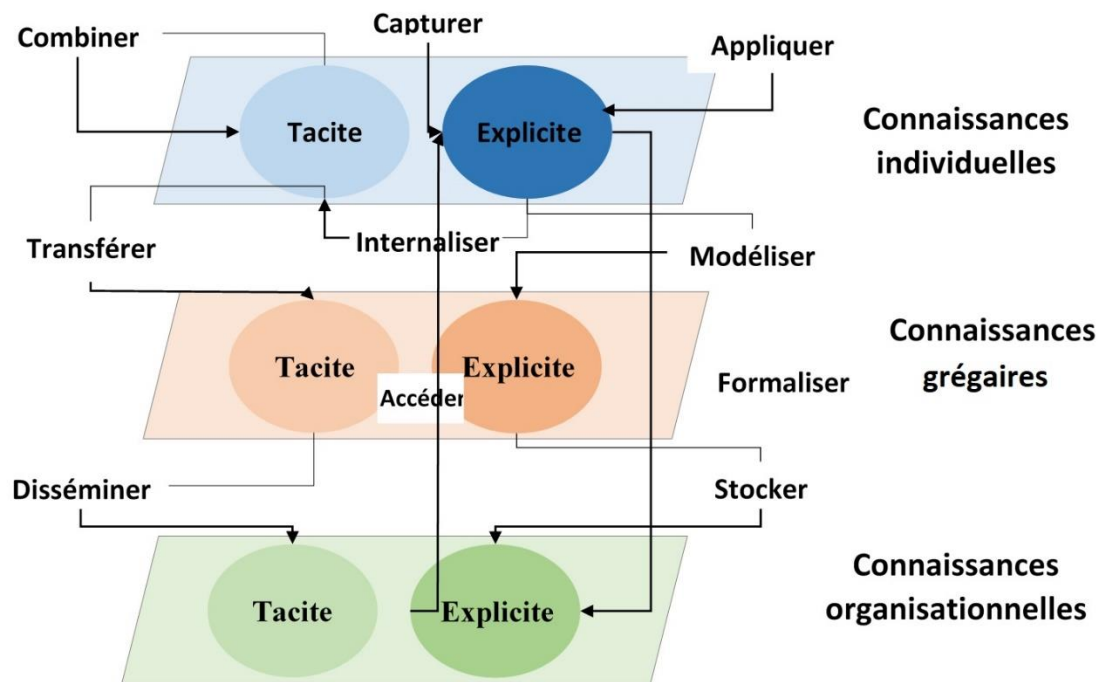 Combiner
Capturer
Appliquer
Tacite
Explicite
Connaissances
individuelles
Transférer
Internaliser
Modéliser
Connaissances
grégaires
Tacite
Explicite
Accéder
Formaliser
Disséminer
Stocker
Connaissances
organisationnelles
Tacite
Explicite